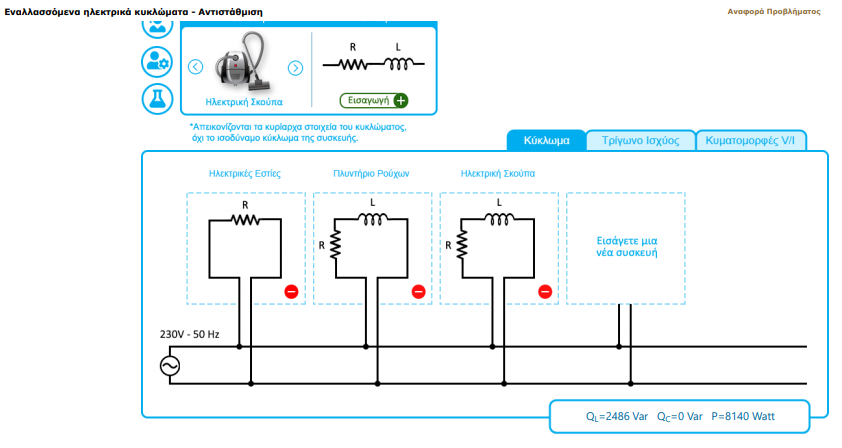 Εναλλασσόμενα ηλεκτρικά κυκλώματα - Αντιστάθμιση
Αναφορά Προβλήματος
R L
Ηλεκτρική Σκούπα
Εισαγωγή
*Απεικονίζονται τα κυρίαρχα στοιχεία του κυκλώματος,
όχι το ισοδύναμο κύκλωμα της συσκευής.
Κύκλωμα Τρίγωνο Ισχύος Κυματομορφές V/I
Ηλεκτρικές Εστίες Πλυντήριο Ρούχων Ηλεκτρική Σκούπα
R L L
R R
Εισάγετε μια
νέα συσκευή
230V - 50 Hz
QL=2486 Var QC=0 Var P=8140 Watt